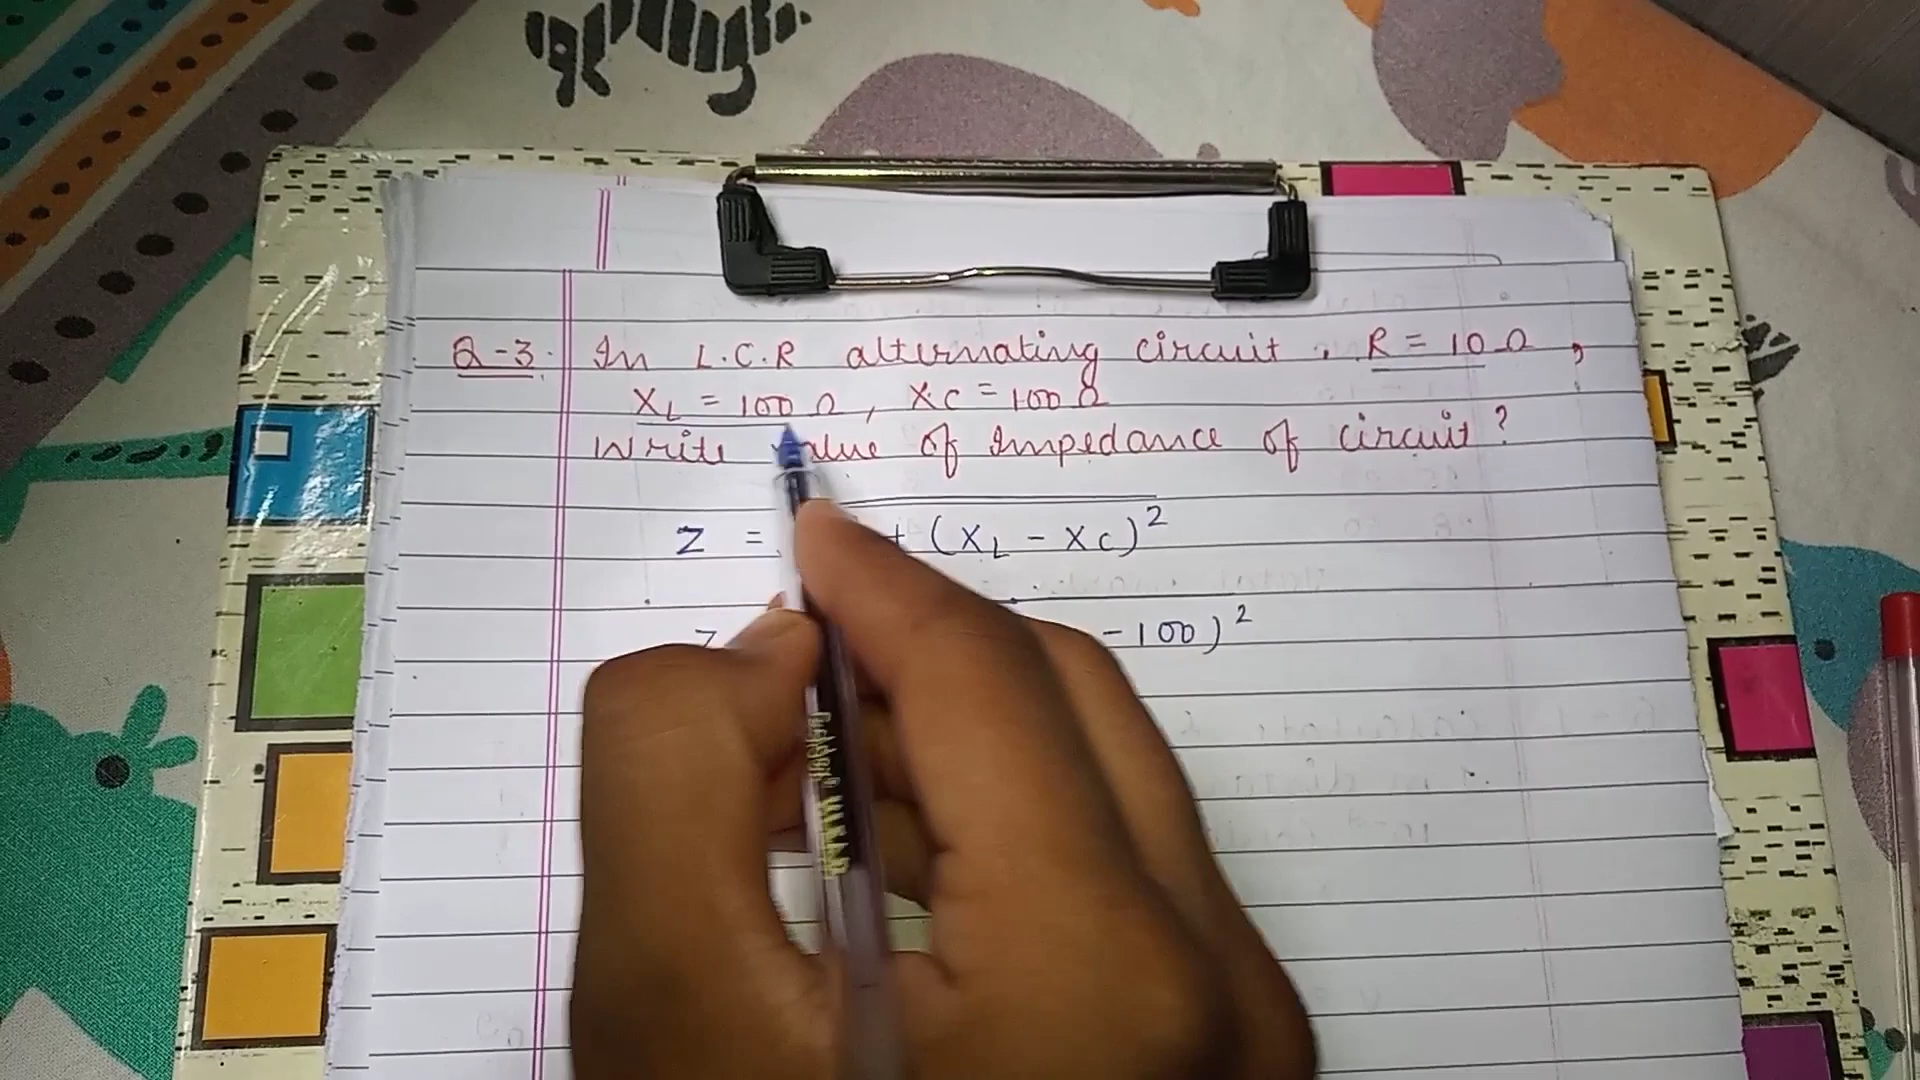 Q-3. In L.C.R alternating circuit, R = 10 Ω,
XL = 100 Ω, XC = 100 Ω
Write value of Impedance of circuit?
Z = + (XL - XC)²
Z - 100)²